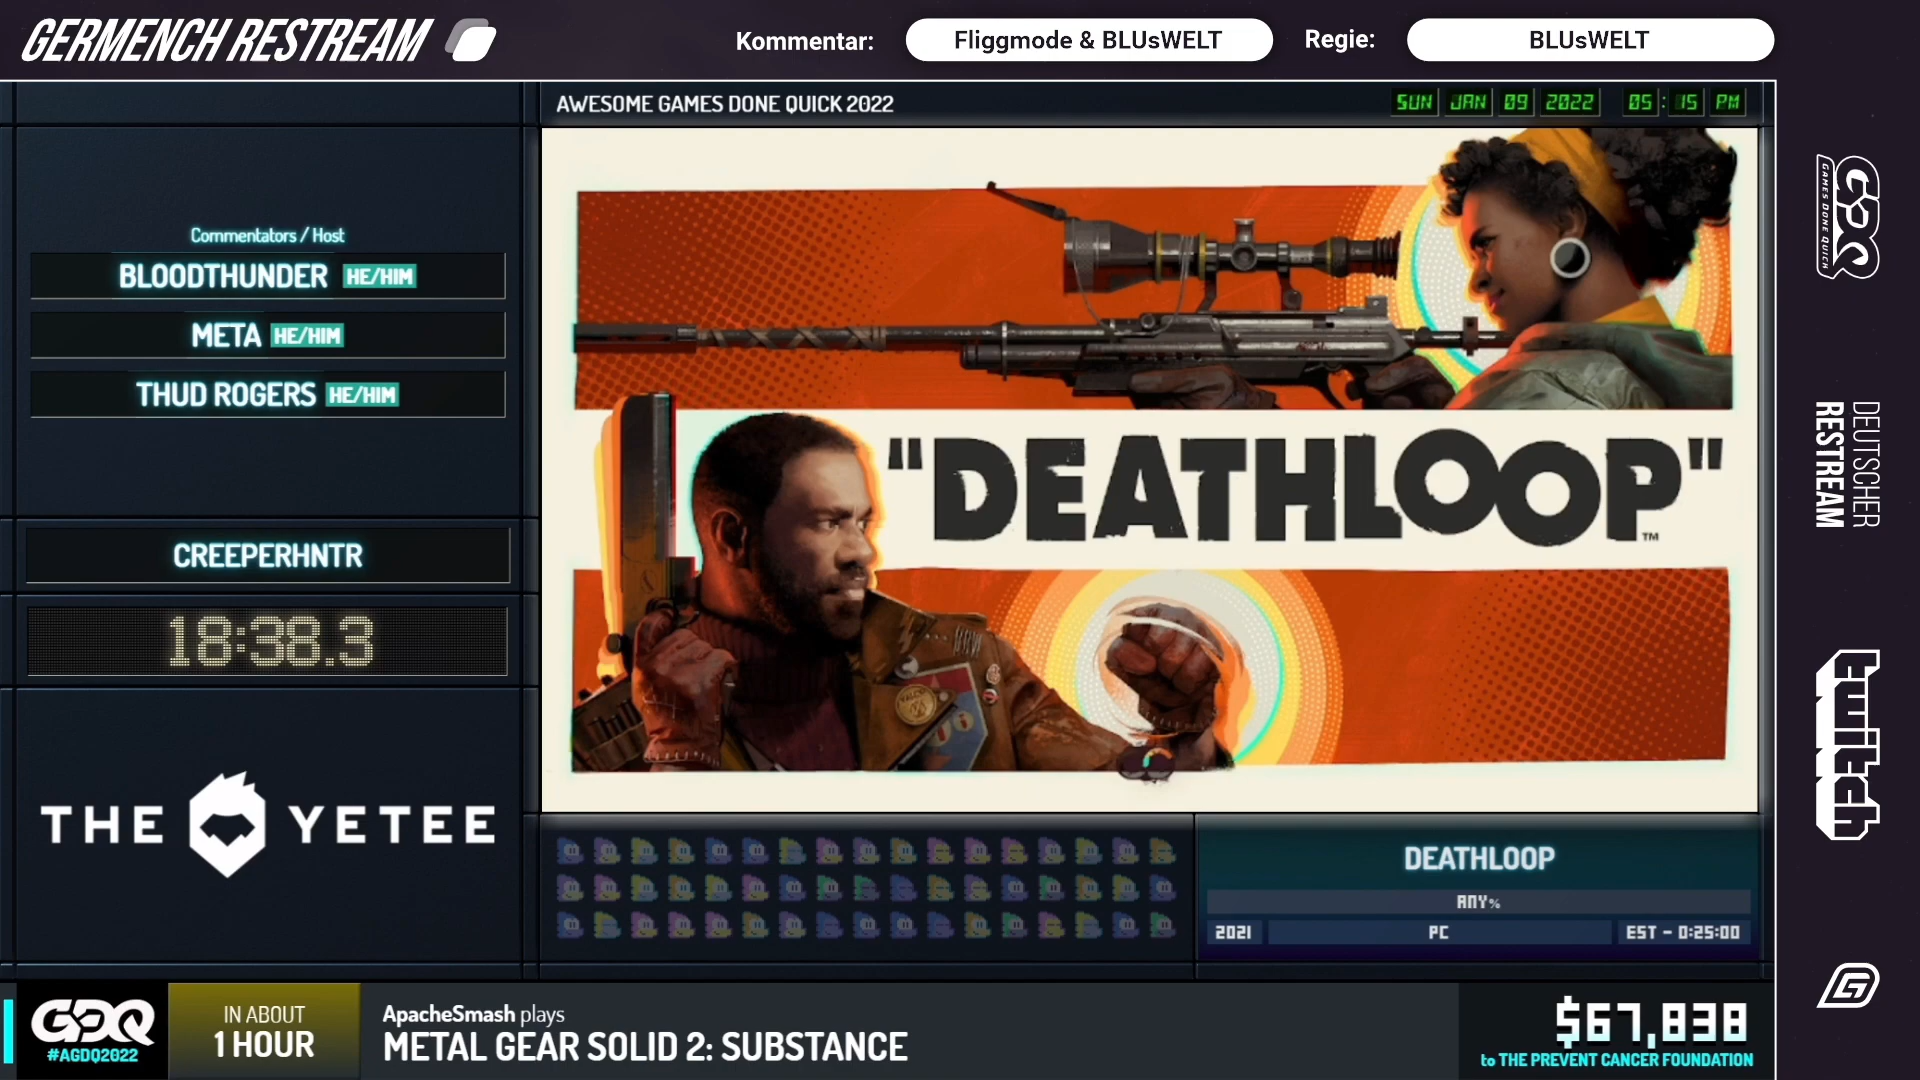 GERMENCH RESTREAM
Kommentar:
Fliggmode & BLUsWELT
Regie:
BLUsWELT
AWESOME GAMES DONE QUICK 2022
SUN JAN 09 2022 05:15 PM
Commentators / Host
BLOODTHUNDER HE/HIM
META HE/HIM
THUD ROGERS HE/HIM
CREEPERHNTR
18:38.3
THE YETEE
"DEATHLOOP"
TM
DEATHLOOP
ANY%
2021
PC
EST - 0:25:00
GDQ
GAMES DONE QUICK
DEUTSCHER
RESTREAM
twitch
G
GDQ
#AGDQ2022
IN ABOUT
1 HOUR
ApacheSmash plays
METAL GEAR SOLID 2: SUBSTANCE
$67,838
to THE PREVENT CANCER FOUNDATION